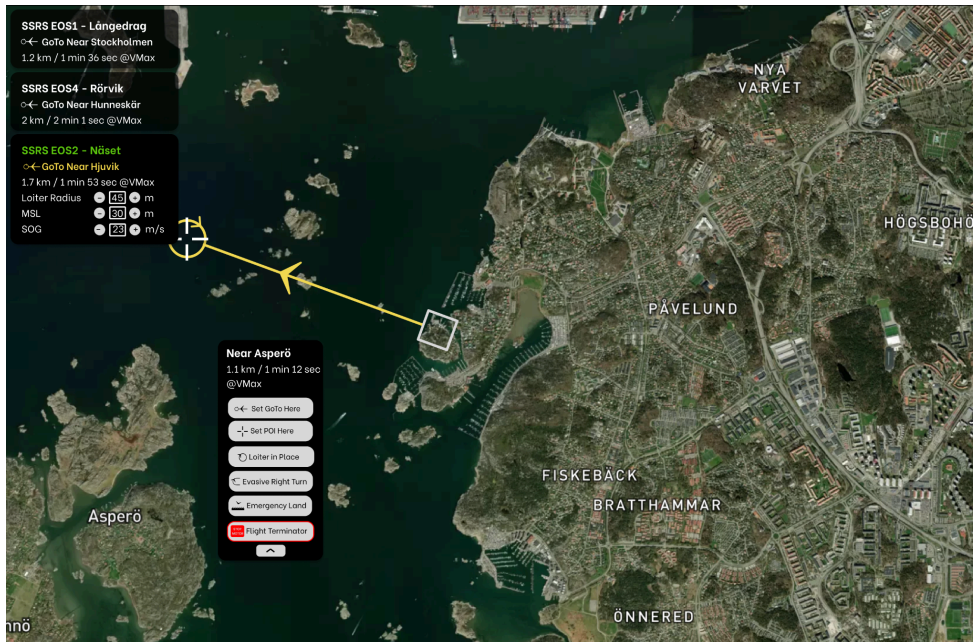 SSRS EOS1 - Långedrag
GoTo Near Stockholmen
1.2 km / 1 min 36 sec @VMax
SSRS EOS4 - Rörvik
GoTo Near Hunneskär
2 km / 2 min 1 sec @VMax
SSRS EOS2 - Näset
GoTo Near Hjuvik
1.7 km / 1 min 53 sec @VMax
Loiter Radius - 45 + m
MSL - 30 + m
SOG - 23 + m/s
NYA
VARVET
HÖGSBOHÖ
PÅVELUND
Near Asperö
1.1 km / 1 min 12 sec
@VMax
Set GoTo Here
Set POI Here
Loiter in Place
Evasive Right Turn
Emergency Land
Flight Terminator
FISKEBÄCK
BRATTHAMMAR
Asperö
ÖNNERED
nnö